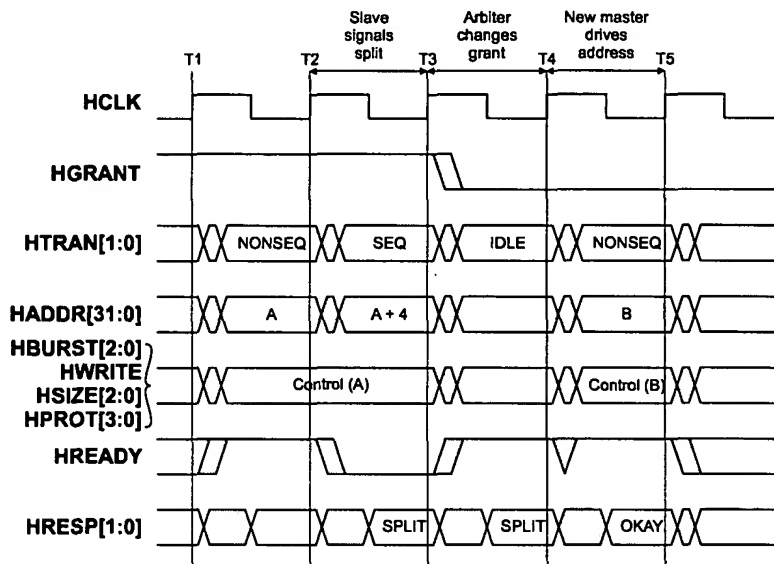 Slave signals split
Arbiter changes grant
New master drives address
T1 T2 T3 T4 T5
HCLK
HGRANT
HTRAN[1:0] NONSEQ SEQ IDLE NONSEQ
HADDR[31:0] A A + 4 B
HBURST[2:0]
HWRITE
HSIZE[2:0]
HPROT[3:0]
Control (A) Control (B)
HREADY
HRESP[1:0] SPLIT SPLIT OKAY